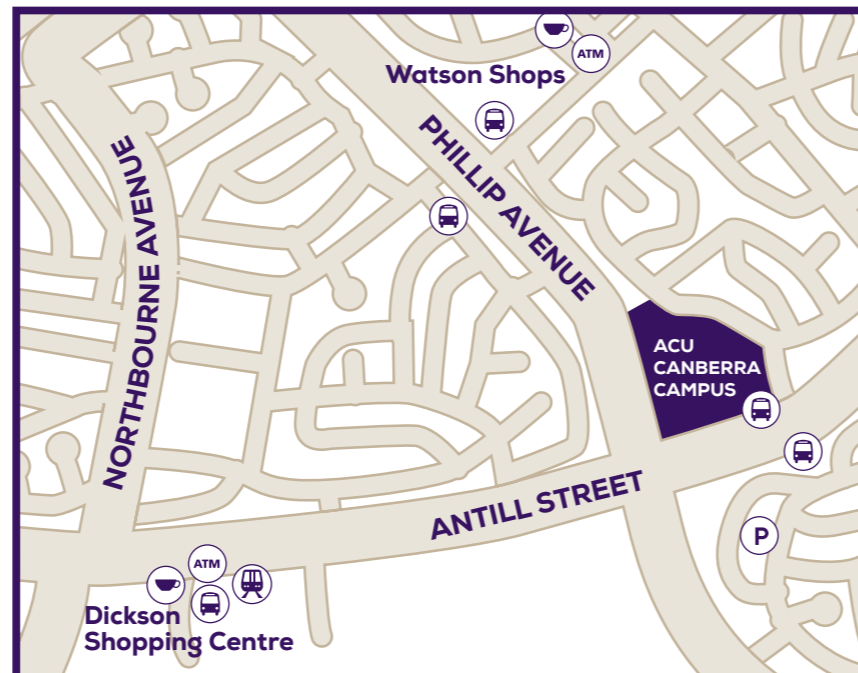 ATM
Watson Shops
PHILLIP AVENUE
NORTHBOURNE AVENUE
ACU
CANBERRA
CAMPUS
ANTILL STREET
P
ATM
Dickson
Shopping Centre